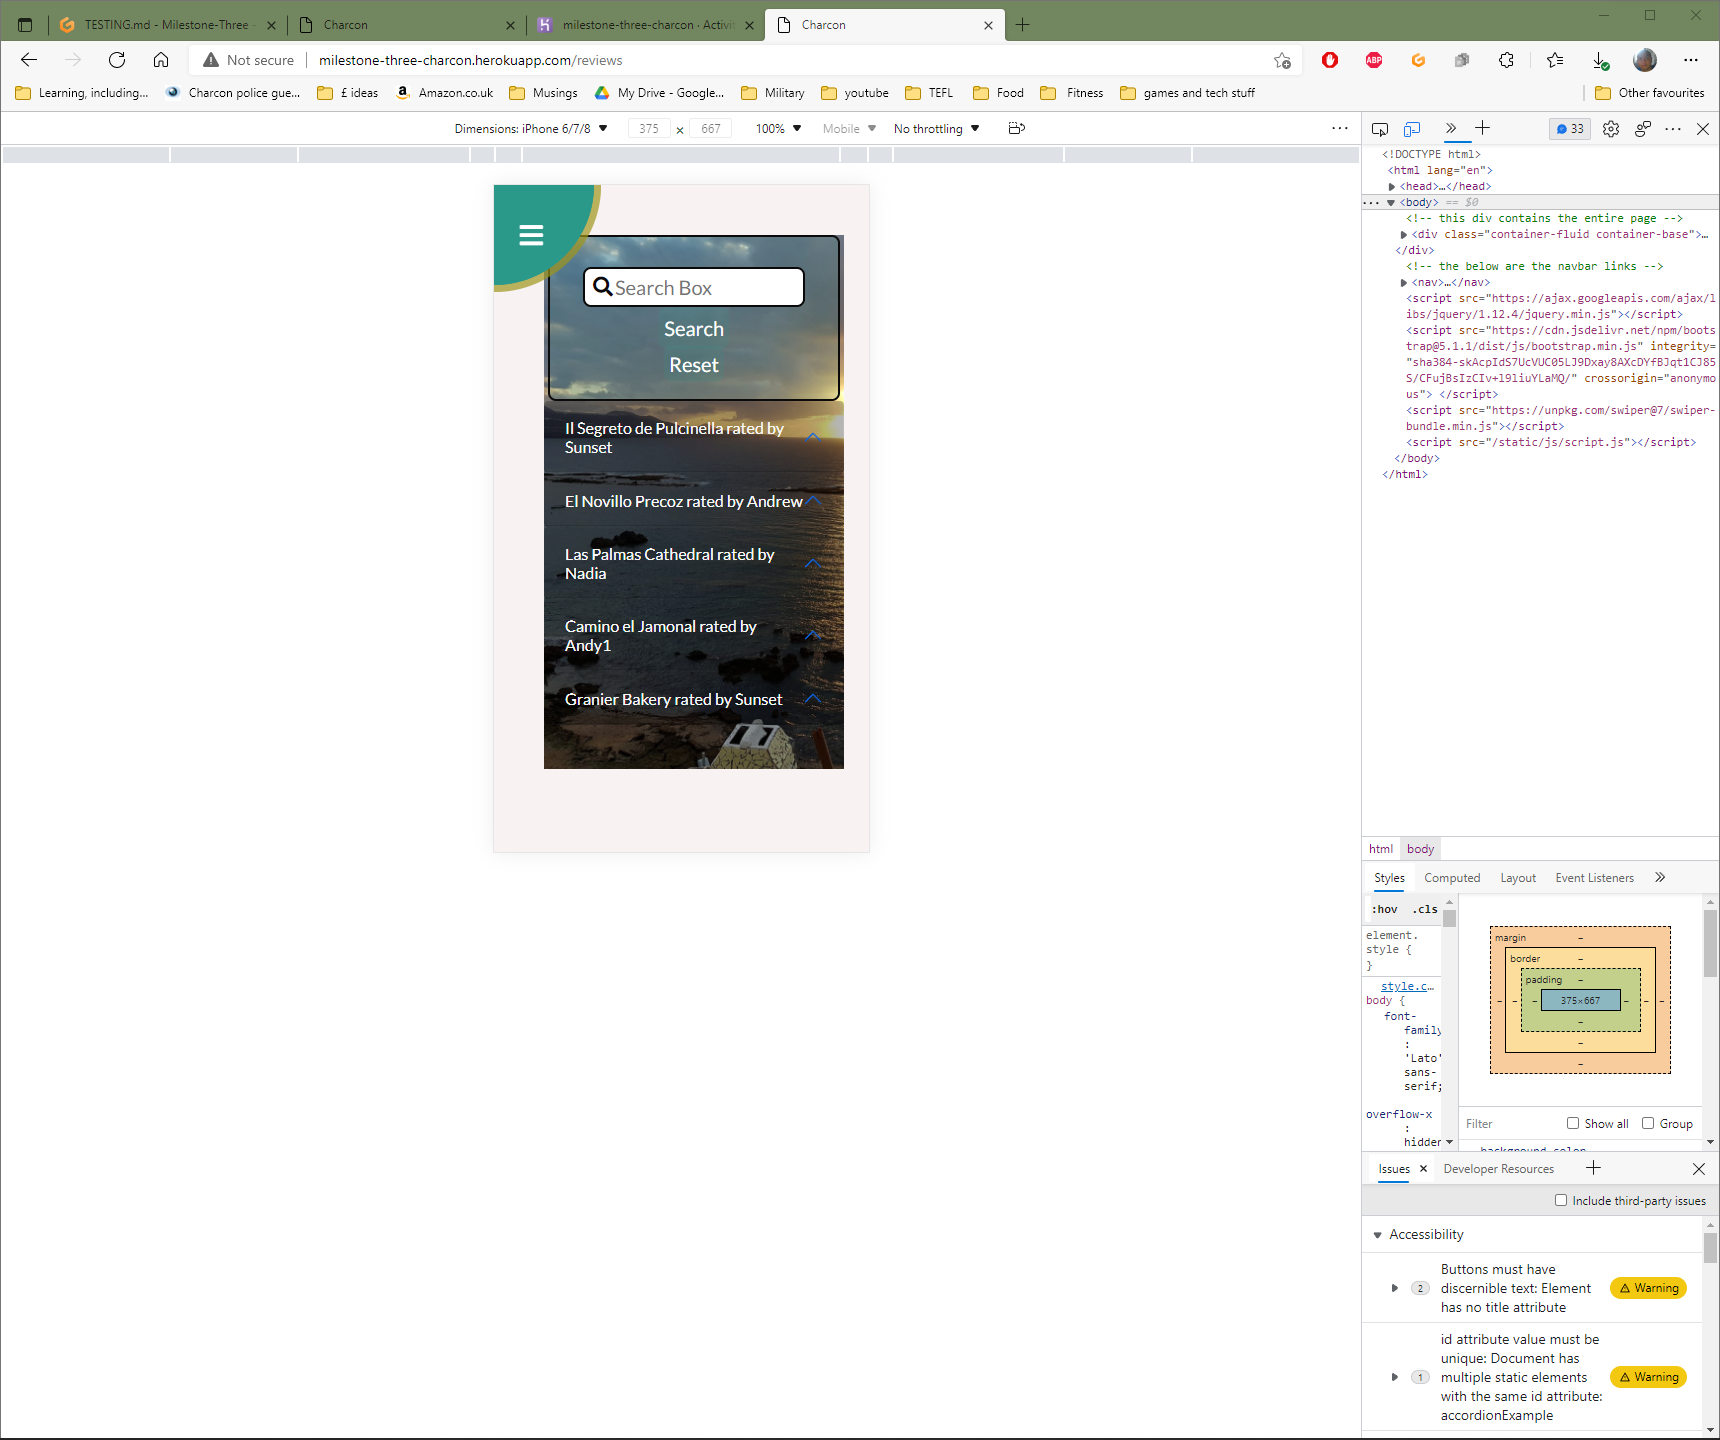 TESTING.md - Milestone-Three -
Charcon
milestone-three-charcon · Activit
Charcon
Not secure
milestone-three-charcon.herokuapp.com/reviews
ABP
Learning, including...
Charcon police gue...
£ ideas
Amazon.co.uk
Musings
My Drive - Google...
Military
youtube
TEFL
Food
Fitness
games and tech stuff
Other favourites
Dimensions: iPhone 6/7/8
375
×
667
100%
Mobile
No throttling
33
Search Box
Search
Reset
Il Segreto de Pulcinella rated by
Sunset
El Novillo Precoz rated by Andrew
Las Palmas Cathedral rated by
Nadia
Camino el Jamonal rated by
Andy1
Granier Bakery rated by Sunset
<!DOCTYPE html>
<html lang="en">
<head>…</head>
<body> == $0
<!-- this div contains the entire page -->
<div class="container-fluid container-base">…
</div>
<!-- the below are the navbar links -->
<nav>…</nav>
<script src="https://ajax.googleapis.com/ajax/l
ibs/jquery/1.12.4/jquery.min.js"></script>
<script src="https://cdn.jsdelivr.net/npm/boots
trap@5.1.1/dist/js/bootstrap.min.js" integrity=
"sha384-skAcpIdS7UcVUC05LJ9Dxay8AXcDYfBJqt1CJ85
S/CFujBsIzCIv+l9liuYLaMQ/" crossorigin="anonymo
us"> </script>
<script src="https://unpkg.com/swiper@7/swiper-
bundle.min.js"></script>
<script src="/static/js/script.js"></script>
</body>
</html>
html
body
Styles
Computed
Layout
Event Listeners
:hov
.cls
element.
style {
}
style.c…
body {
font-
family
:
'Lato'
sans-
serif;
overflow-x
:
hidden
margin
border
padding
375×667
Filter
Show all
Group
background-color
Issues
Developer Resources
Include third-party issues
Accessibility
2
Buttons must have
discernible text: Element
has no title attribute
Warning
1
id attribute value must be
unique: Document has
multiple static elements
with the same id attribute:
accordionExample
Warning